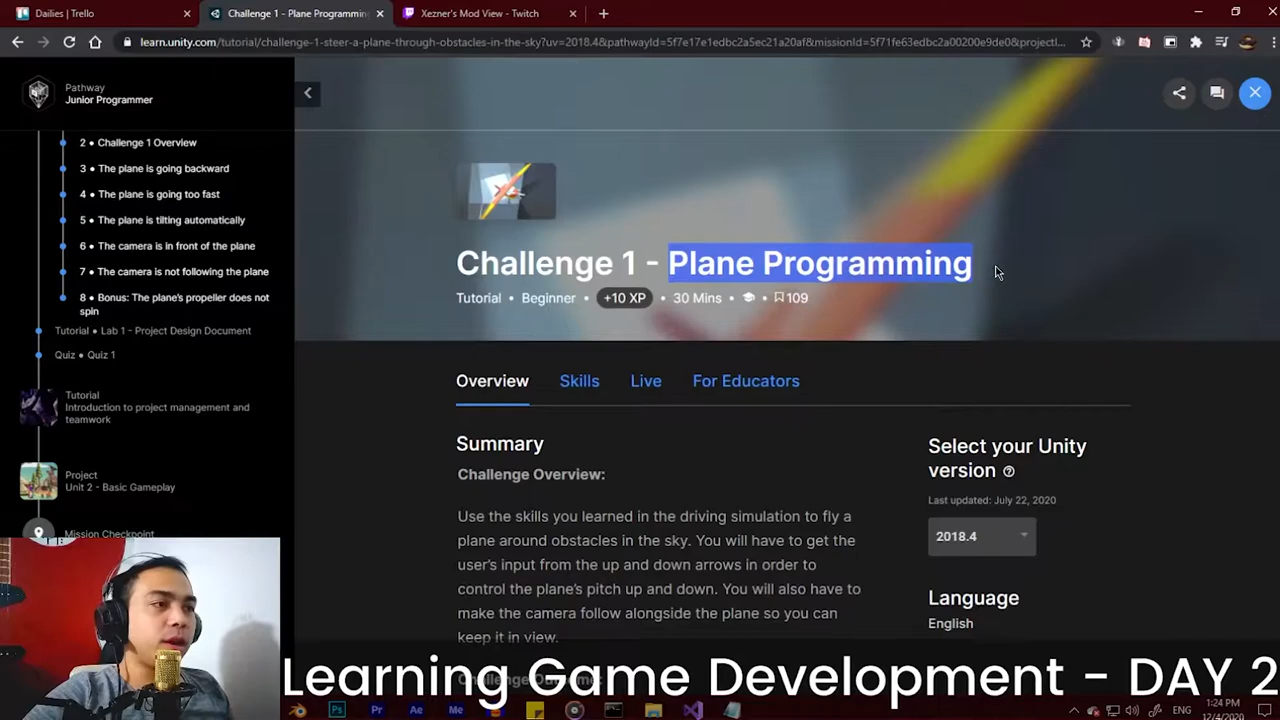 Dailies | Trello
Challenge 1 - Plane Programmin
Xezner's Mod View - Twitch
learn.unity.com/tutorial/challenge-1-steer-a-plane-through-obstacles-in-the-sky?uv=2018.4&pathwayId=5f7e17e1edbc2a5ec21a20af&missionId=5f71fe63edbc2a00200e9de0&projectI...
Pathway
Junior Programmer
2 • Challenge 1 Overview
3 • The plane is going backward
4 • The plane is going too fast
5 • The plane is tilting automatically
6 • The camera is in front of the plane
7 • The camera is not following the plane
8 • Bonus: The plane's propeller does not
spin
Tutorial • Lab 1 - Project Design Document
Quiz • Quiz 1
Tutorial
Introduction to project management and
teamwork
Project
Unit 2 - Basic Gameplay
Mission Checkpoint
Challenge 1 - Plane Programming
Tutorial • Beginner • +10 XP • 30 Mins • 109
Overview Skills Live For Educators
Summary
Challenge Overview:
Use the skills you learned in the driving simulation to fly a
plane around obstacles in the sky. You will have to get the
user's input from the up and down arrows in order to
control the plane's pitch up and down. You will also have to
make the camera follow alongside the plane so you can
keep it in view.
Select your Unity
version
Last updated: July 22, 2020
2018.4
Language
English
Learning Game Development - DAY 2
Ps Pr Ae Me
1:24 PM
12/4/2020